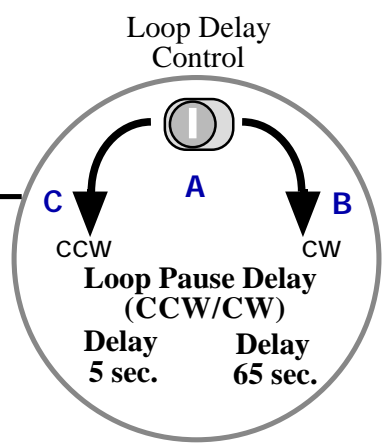 Loop Delay
Control
A
C
B
CCW
CW
Loop Pause Delay
(CCW/CW)
Delay
Delay
5 sec.
65 sec.